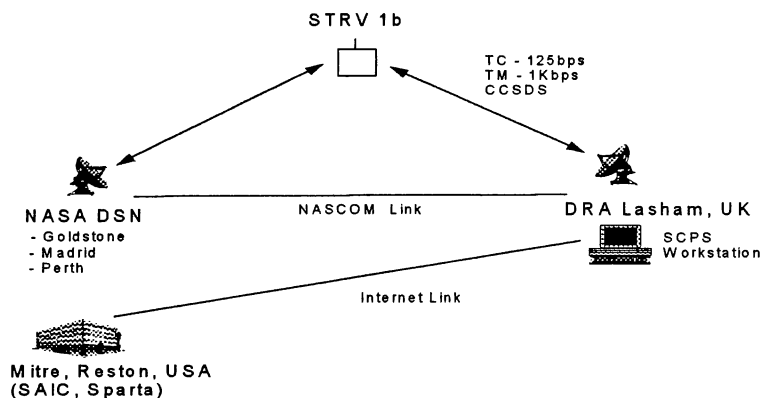 STRV 1b
TC - 125bps
TM - 1Kbps
CCSDS
NASA DSN
- Goldstone
- Madrid
- Perth
NASCOM Link
DRA Lasham, UK
SCPS
Workstation
Internet Link
Mitre, Reston, USA
(SAIC, Sparta)